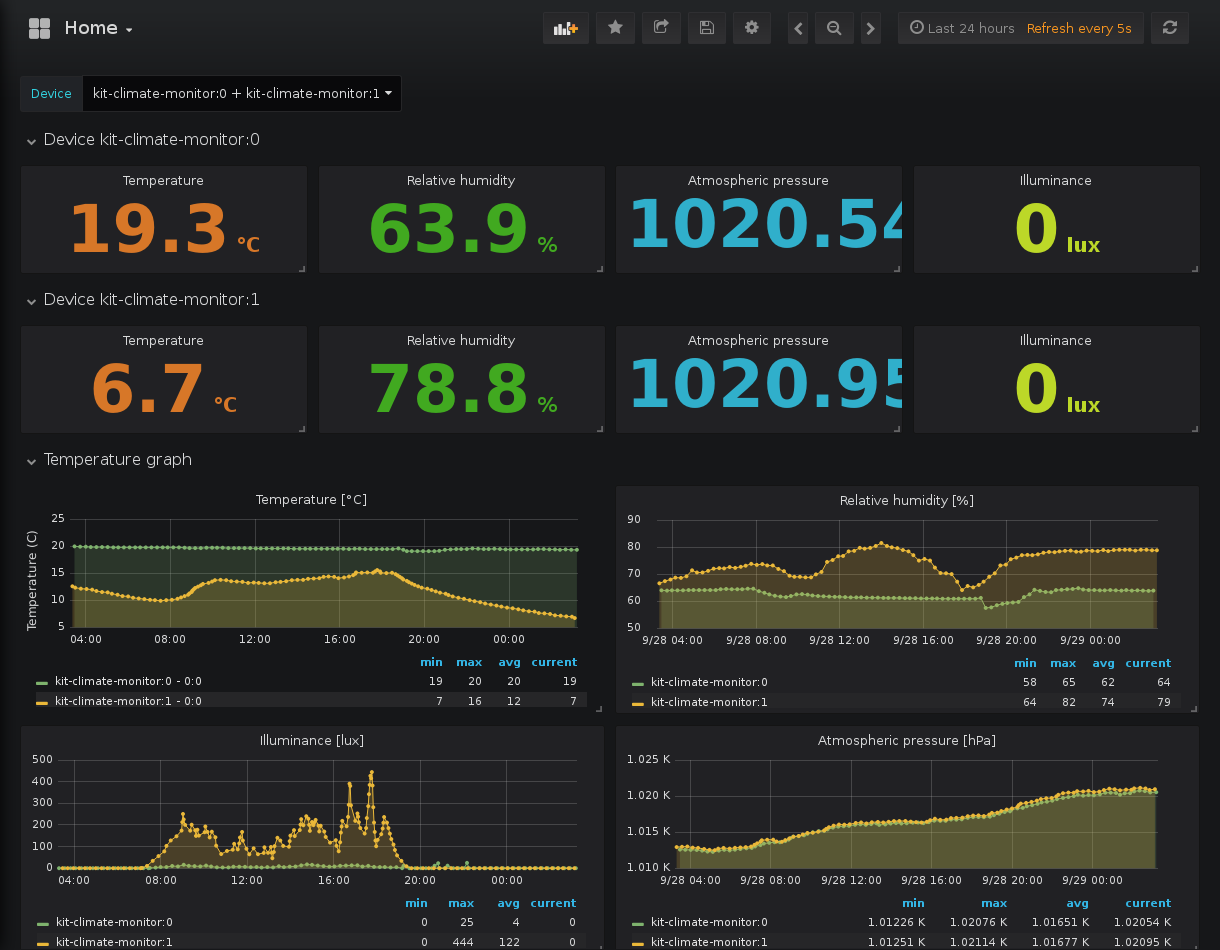 Home
Last 24 hours Refresh every 5s
Device kit-climate-monitor:0 + kit-climate-monitor:1
Device kit-climate-monitor:0
Temperature Relative humidity Atmospheric pressure Illuminance
19.3 °C 63.9 % 1020.54 0 lux
Device kit-climate-monitor:1
Temperature Relative humidity Atmospheric pressure Illuminance
6.7 °C 78.8 % 1020.95 0 lux
Temperature graph
Temperature [°C]
Temperature (C)
25
20
15
10
5
04:00 08:00 12:00 16:00 20:00 00:00
min max avg current
kit-climate-monitor:0 - 0:0 19 20 20 19
kit-climate-monitor:1 - 0:0 7 16 12 7
Relative humidity [%]
90
80
70
60
50
9/28 04:00 9/28 08:00 9/28 12:00 9/28 16:00 9/28 20:00 9/29 00:00
min max avg current
kit-climate-monitor:0 58 65 62 64
kit-climate-monitor:1 64 82 74 79
Illuminance [lux]
500
400
300
200
100
0
04:00 08:00 12:00 16:00 20:00 00:00
min max avg current
kit-climate-monitor:0 0 25 4 0
kit-climate-monitor:1 0 444 122 0
Atmospheric pressure [hPa]
1.025 K
1.020 K
1.015 K
1.010 K
9/28 04:00 9/28 08:00 9/28 12:00 9/28 16:00 9/28 20:00 9/29 00:00
min max avg current
kit-climate-monitor:0 1.01226 K 1.02076 K 1.01651 K 1.02054 K
kit-climate-monitor:1 1.01251 K 1.02114 K 1.01677 K 1.02095 K